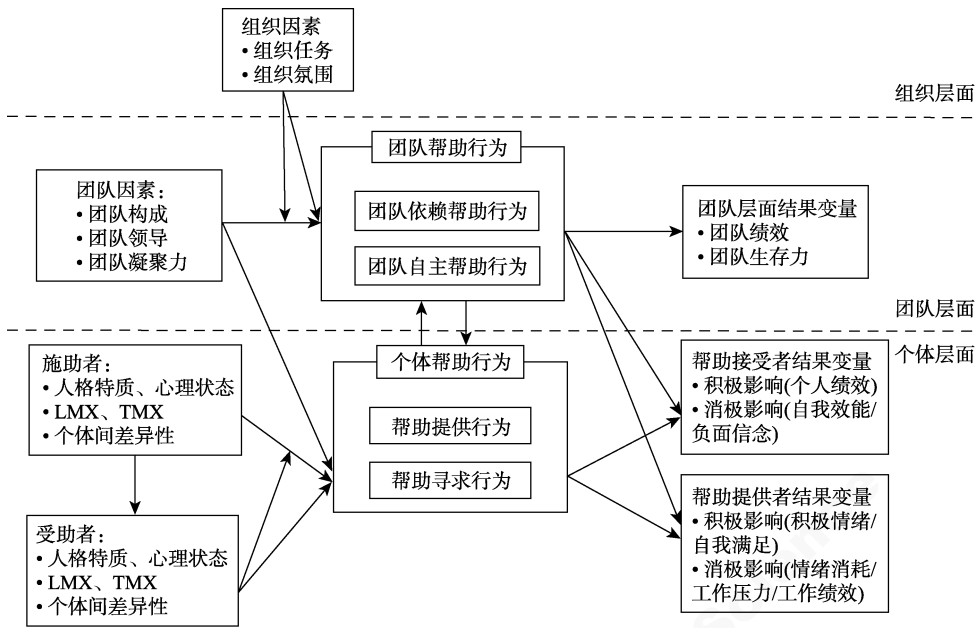 组织因素
• 组织任务
• 组织氛围
组织层面
团队帮助行为
团队依赖帮助行为
团队自主帮助行为
团队因素：
• 团队构成
• 团队领导
• 团队凝聚力
团队层面结果变量
• 团队绩效
• 团队生存力
团队层面
个体层面
施助者：
• 人格特质、心理状态
• LMX、TMX
• 个体间差异性
个体帮助行为
帮助提供行为
帮助寻求行为
帮助接受者结果变量
• 积极影响(个人绩效)
• 消极影响(自我效能/
负面信念)
受助者：
• 人格特质、心理状态
• LMX、TMX
• 个体间差异性
帮助提供者结果变量
• 积极影响(积极情绪/
自我满足)
• 消极影响(情绪消耗/
工作压力/工作绩效)